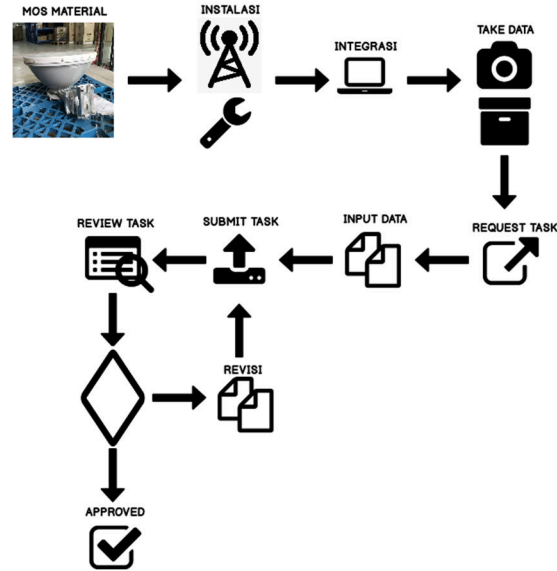 MOS MATERIAL
INSTALASI
INTEGRASI
TAKE DATA
REQUEST TASK
INPUT DATA
SUBMIT TASK
REVIEW TASK
REVISI
APPROVED